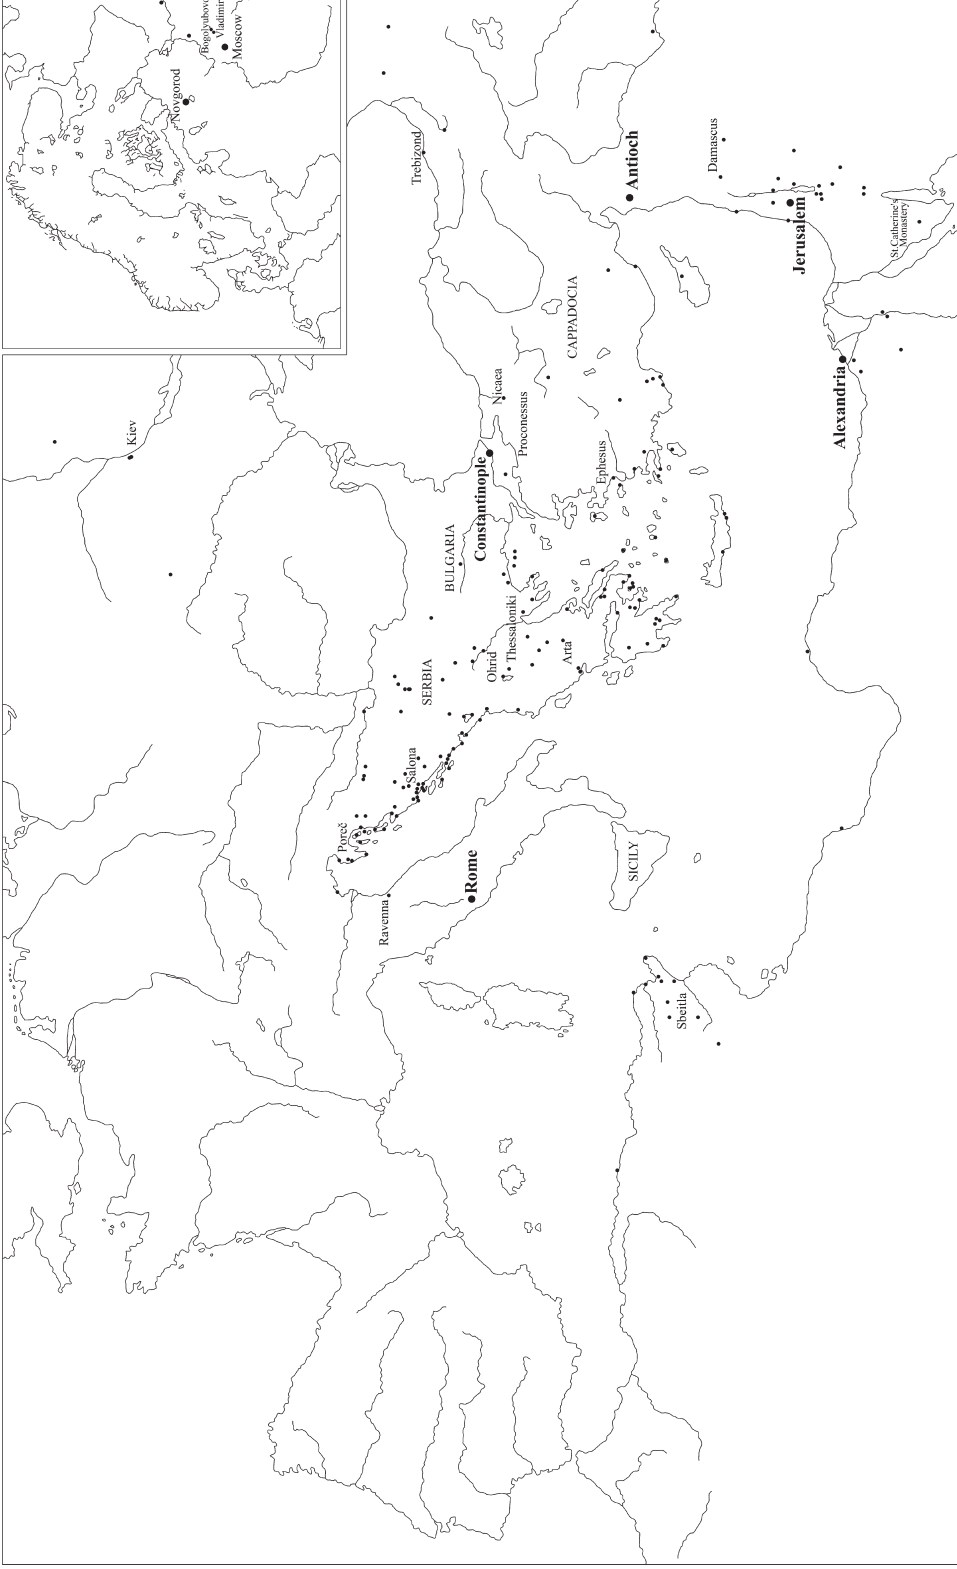 Bogolyubovo
Vladimir
Moscow
Novgorod
Kiev
Trebizond
Antioch
Damascus
Jerusalem
St Catherine's
Monastery
CAPPADOCIA
Nicaea
Proconessus
Constantinople
Ephesus
Alexandria
BULGARIA
Thessaloniki
Ohrid
Arta
SERBIA
Salona
Poreč
Ravenna
Rome
SICILY
Sbeitla